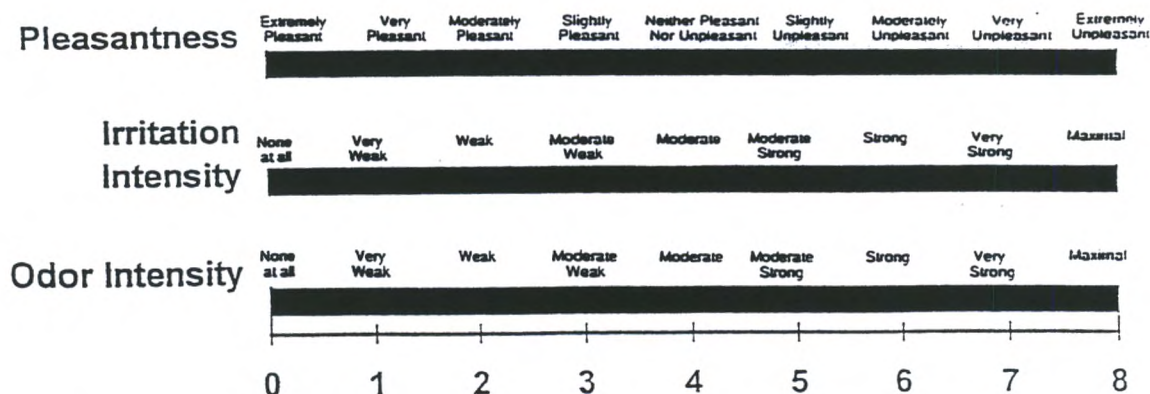 Pleasantness
Extremely Pleasant
Very Pleasant
Moderately Pleasant
Slightly Pleasant
Neither Pleasant Nor Unpleasant
Slightly Unpleasant
Moderately Unpleasant
Very Unpleasant
Extremely Unpleasant
Irritation Intensity
None at all
Very Weak
Weak
Moderate Weak
Moderate
Moderate Strong
Strong
Very Strong
Maximal
Odor Intensity
None at all
Very Weak
Weak
Moderate Weak
Moderate
Moderate Strong
Strong
Very Strong
Maximal
0 1 2 3 4 5 6 7 8